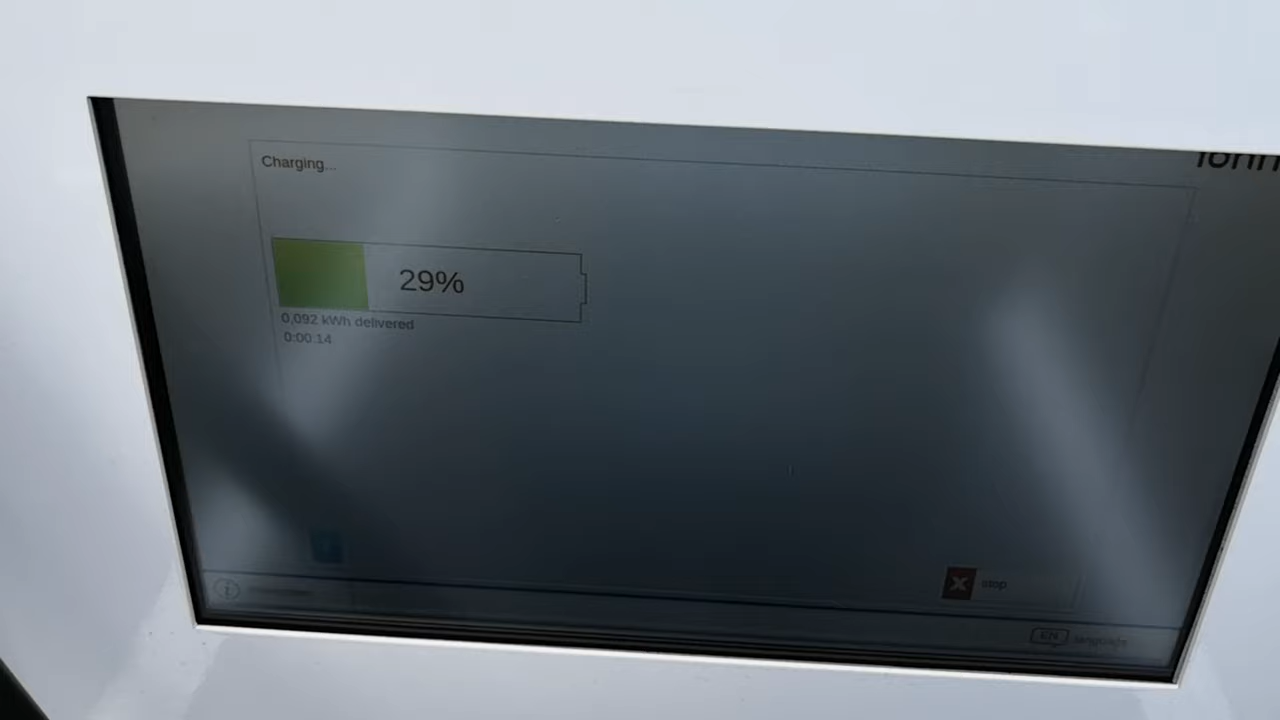 Charging...
29%
0,092 kWh delivered
0:00:14
stop
EN language